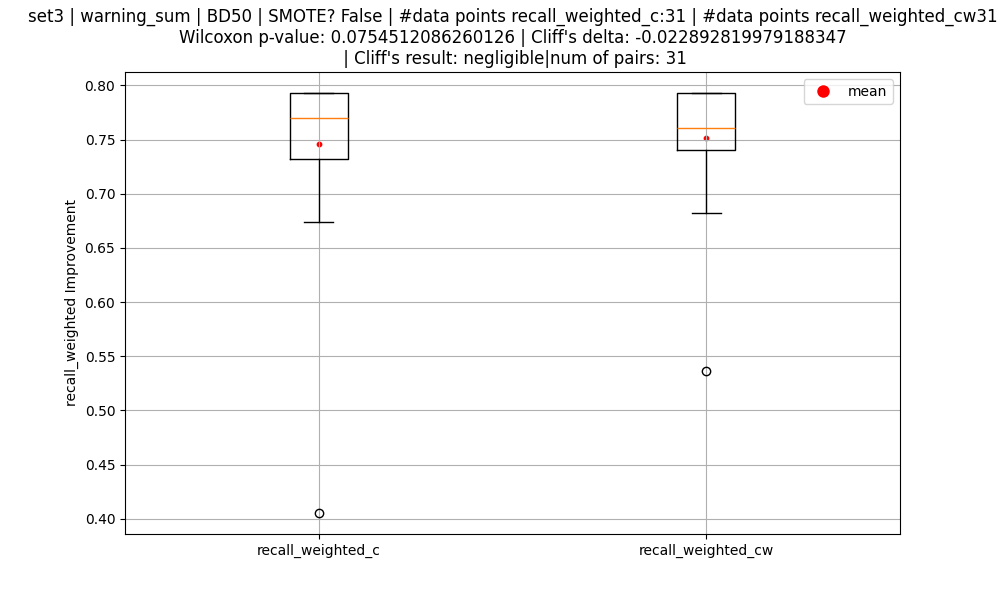 set3 | warning_sum | BD50 | SMOTE? False | #data points recall_weighted_c:31 | #data points recall_weighted_cw31
Wilcoxon p-value: 0.0754512086260126 | Cliff's delta: -0.022892819979188347
| Cliff's result: negligible|num of pairs: 31
mean
recall_weighted Improvement
0.80
0.75
0.70
0.65
0.60
0.55
0.50
0.45
0.40
recall_weighted_c
recall_weighted_cw